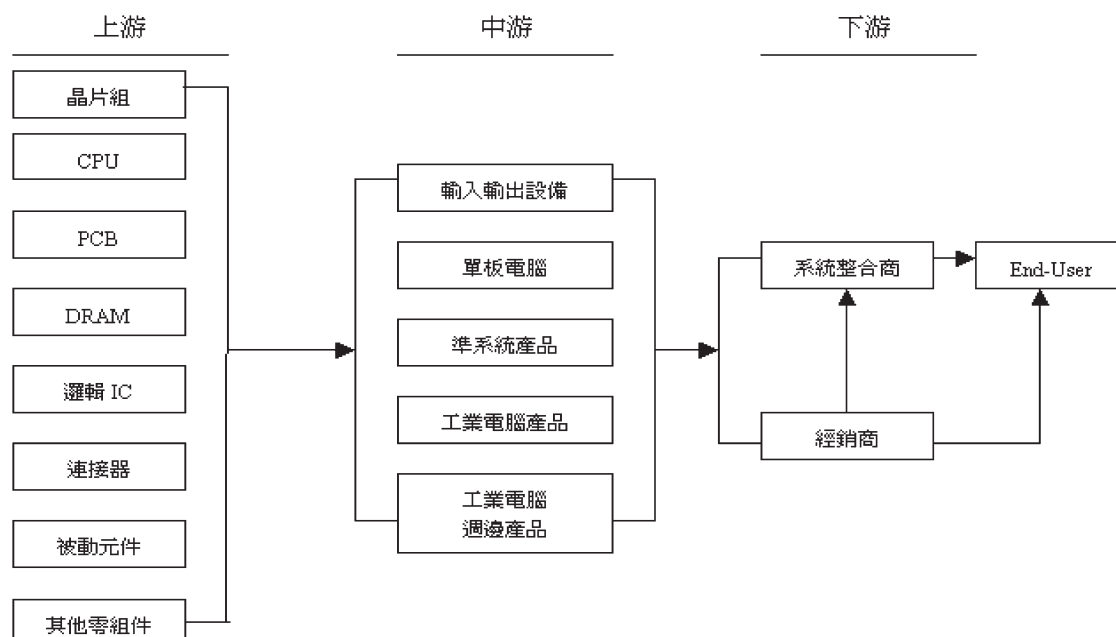 上游
中游
下游
晶片組
CPU
PCB
DRAM
邏輯 IC
連接器
被動元件
其他零組件
輸入輸出設備
單板電腦
準系統產品
工業電腦產品
工業電腦
週邊產品
系統整合商
經銷商
End-User